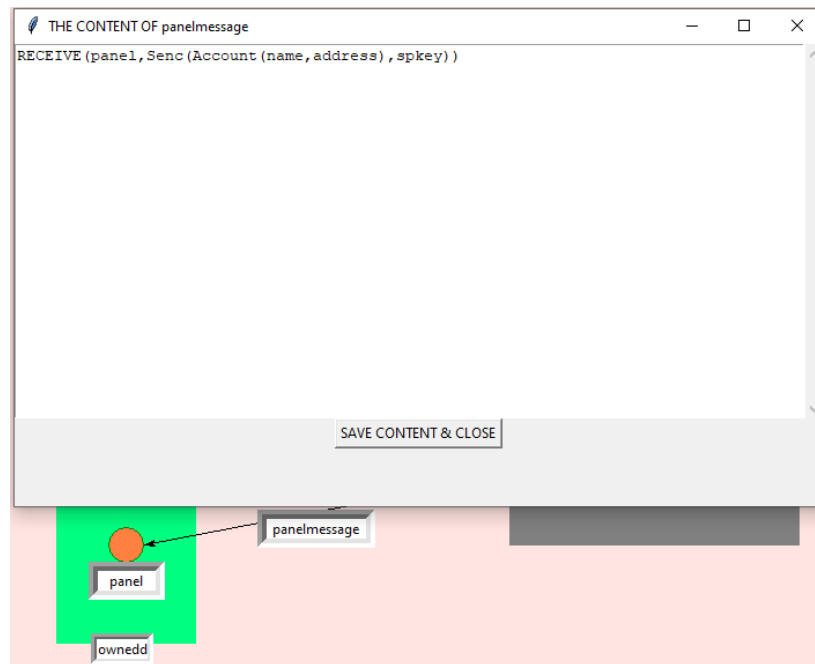 THE CONTENT OF panelmessage
RECEIVE(panel,Senc(Account(name,address),spkey))
SAVE CONTENT & CLOSE
panelmessage
panel
ownedd